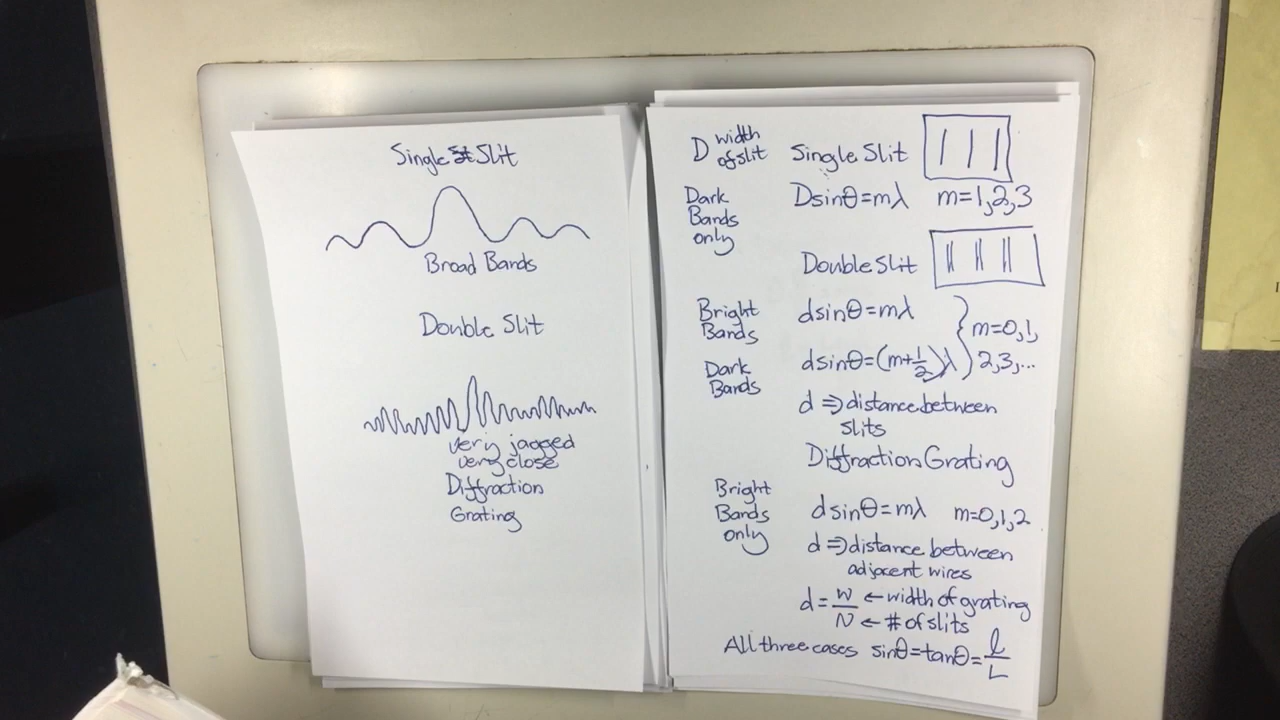 Single Slit
Broad Bands
Double Slit
very jagged
very close
Diffraction
Grating
D width of slit Single Slit
Dark Bands only Dsinθ=mλ m=1,2,3
Double Slit
Bright Bands dsinθ=mλ
m=0,1,
Dark Bands dsinθ=(m+1/2)λ 2,3,...
d ⇒ distance between
slits
Diffraction Grating
Bright Bands only dsinθ=mλ m=0,1,2
d ⇒ distance between
adjacent wires
d=W/N ← width of grating
← # of slits
All three cases sinθ=tanθ=l/L